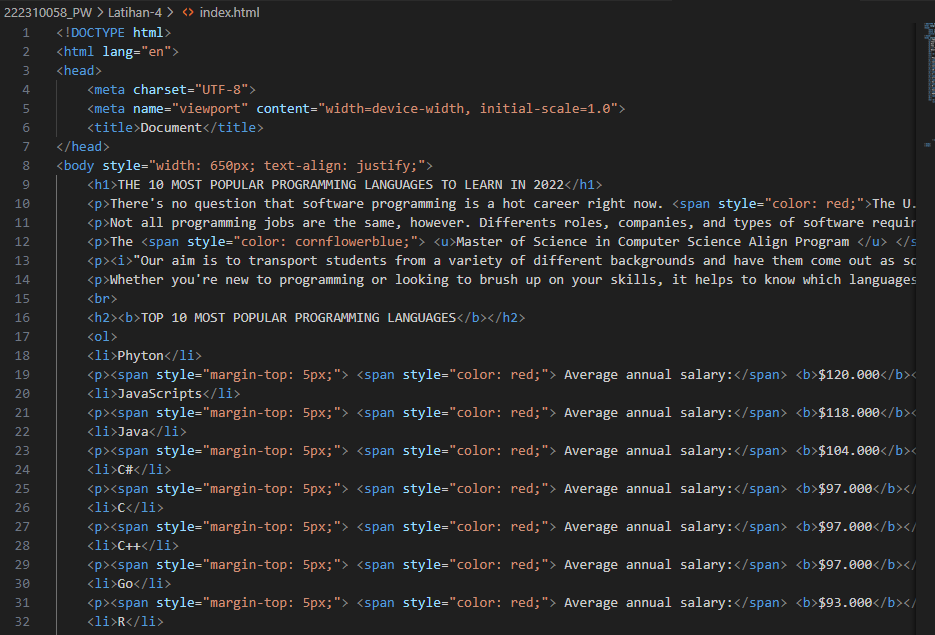 222310058_PW > Latihan-4 > <> index.html
1 <!DOCTYPE html>
2 <html lang="en">
3 <head>
4 <meta charset="UTF-8">
5 <meta name="viewport" content="width=device-width, initial-scale=1.0">
6 <title>Document</title>
7 </head>
8 <body style="width: 650px; text-align: justify;">
9 <h1>THE 10 MOST POPULAR PROGRAMMING LANGUAGES TO LEARN IN 2022</h1>
10 <p>There's no question that software programming is a hot career right now. <span style="color: red;">The U.
11 <p>Not all programming jobs are the same, however. Differents roles, companies, and types of software requir
12 <p>The <span style="color: cornflowerblue;"> <u>Master of Science in Computer Science Align Program </u> </s
13 <p><i>"Our aim is to transport students from a variety of different backgrounds and have them come out as so
14 <p>Whether you're new to programming or looking to brush up on your skills, it helps to know which languages
15 <br>
16 <h2><b>TOP 10 MOST POPULAR PROGRAMMING LANGUAGES</b></h2>
17 <ol>
18 <li>Phyton</li>
19 <p><span style="margin-top: 5px;"> <span style="color: red;"> Average annual salary:</span> <b>$120.000</b><
20 <li>JavaScripts</li>
21 <p><span style="margin-top: 5px;"> <span style="color: red;"> Average annual salary:</span> <b>$118.000</b><
22 <li>Java</li>
23 <p><span style="margin-top: 5px;"> <span style="color: red;"> Average annual salary:</span> <b>$104.000</b><
24 <li>C#</li>
25 <p><span style="margin-top: 5px;"> <span style="color: red;"> Average annual salary:</span> <b>$97.000</b></
26 <li>C</li>
27 <p><span style="margin-top: 5px;"> <span style="color: red;"> Average annual salary:</span> <b>$97.000</b></
28 <li>C++</li>
29 <p><span style="margin-top: 5px;"> <span style="color: red;"> Average annual salary:</span> <b>$97.000</b></
30 <li>Go</li>
31 <p><span style="margin-top: 5px;"> <span style="color: red;"> Average annual salary:</span> <b>$93.000</b></
32 <li>R</li>